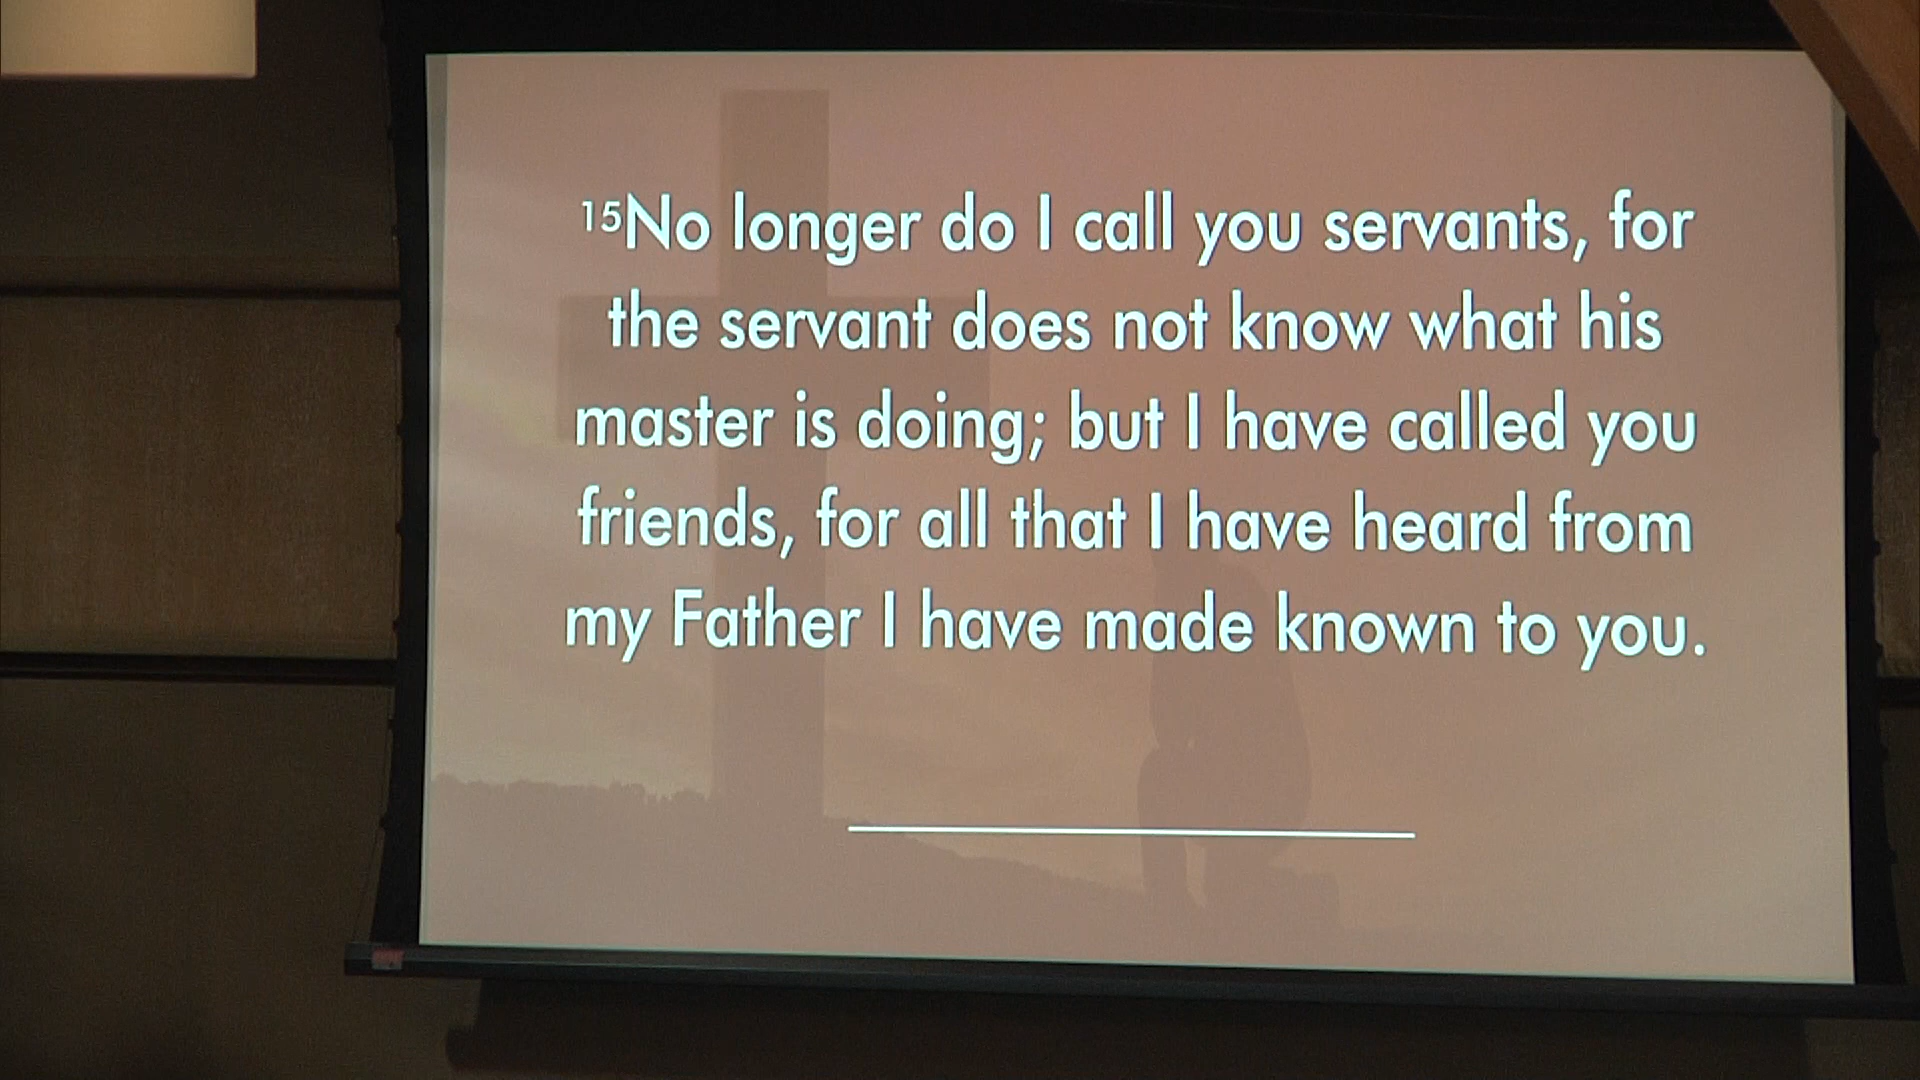 15No longer do I call you servants, for
the servant does not know what his
master is doing; but I have called you
friends, for all that I have heard from
my Father I have made known to you.